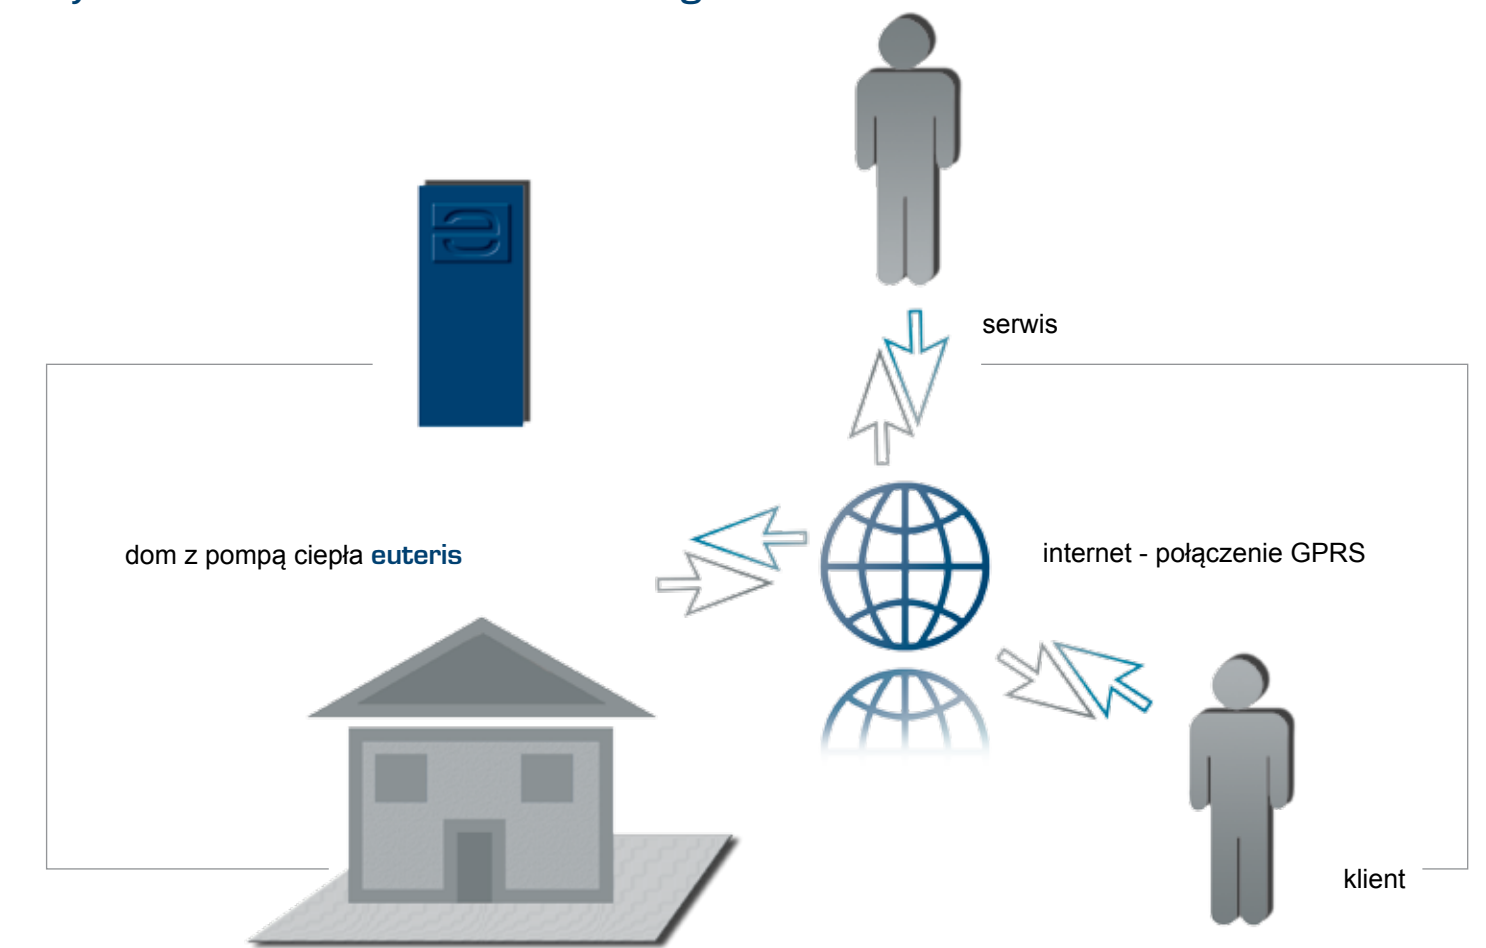 serwis
dom z pompą ciepła euteris
internet - połączenie GPRS
klient